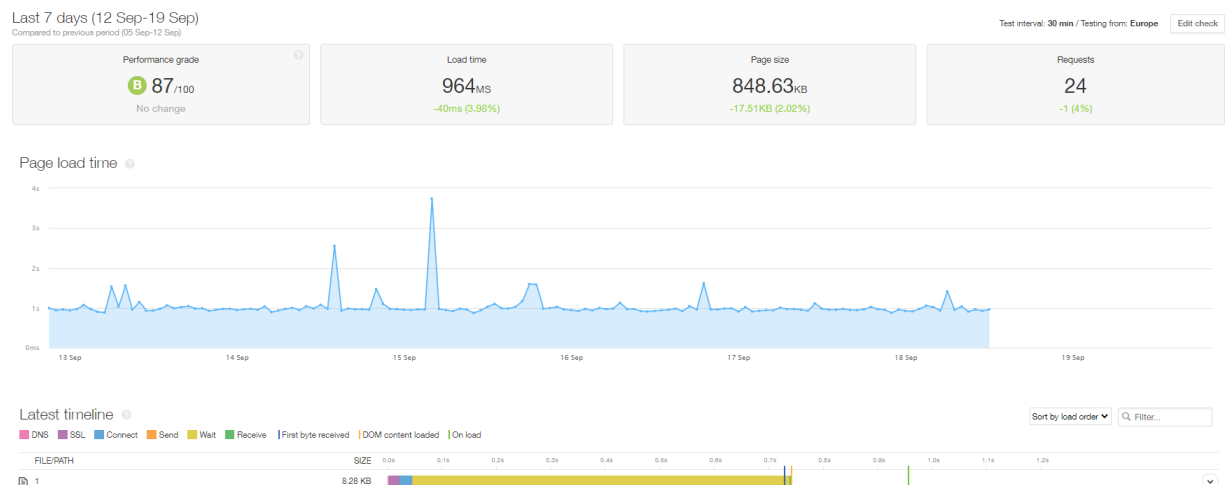 Last 7 days (12 Sep-19 Sep)
Compared to previous period (05 Sep-12 Sep)
Test interval: 30 min / Testing from: Europe
Edit check
Performance grade
?
B 87/100
No change
Load time
964MS
-40ms (3.98%)
Page size
848.63KB
-17.51KB (2.02%)
Requests
24
-1 (4%)
Page load time ?
4s
3s
2s
1s
0ms
13 Sep 14 Sep 15 Sep 16 Sep 17 Sep 18 Sep 19 Sep
Latest timeline ?
Sort by load order
Filter...
DNS SSL Connect Send Wait Receive First byte received DOM content loaded On load
FILE/PATH SIZE 0.0s 0.1s 0.2s 0.3s 0.4s 0.5s 0.6s 0.7s 0.8s 0.9s 1.0s 1.1s 1.2s
1 8.28 KB